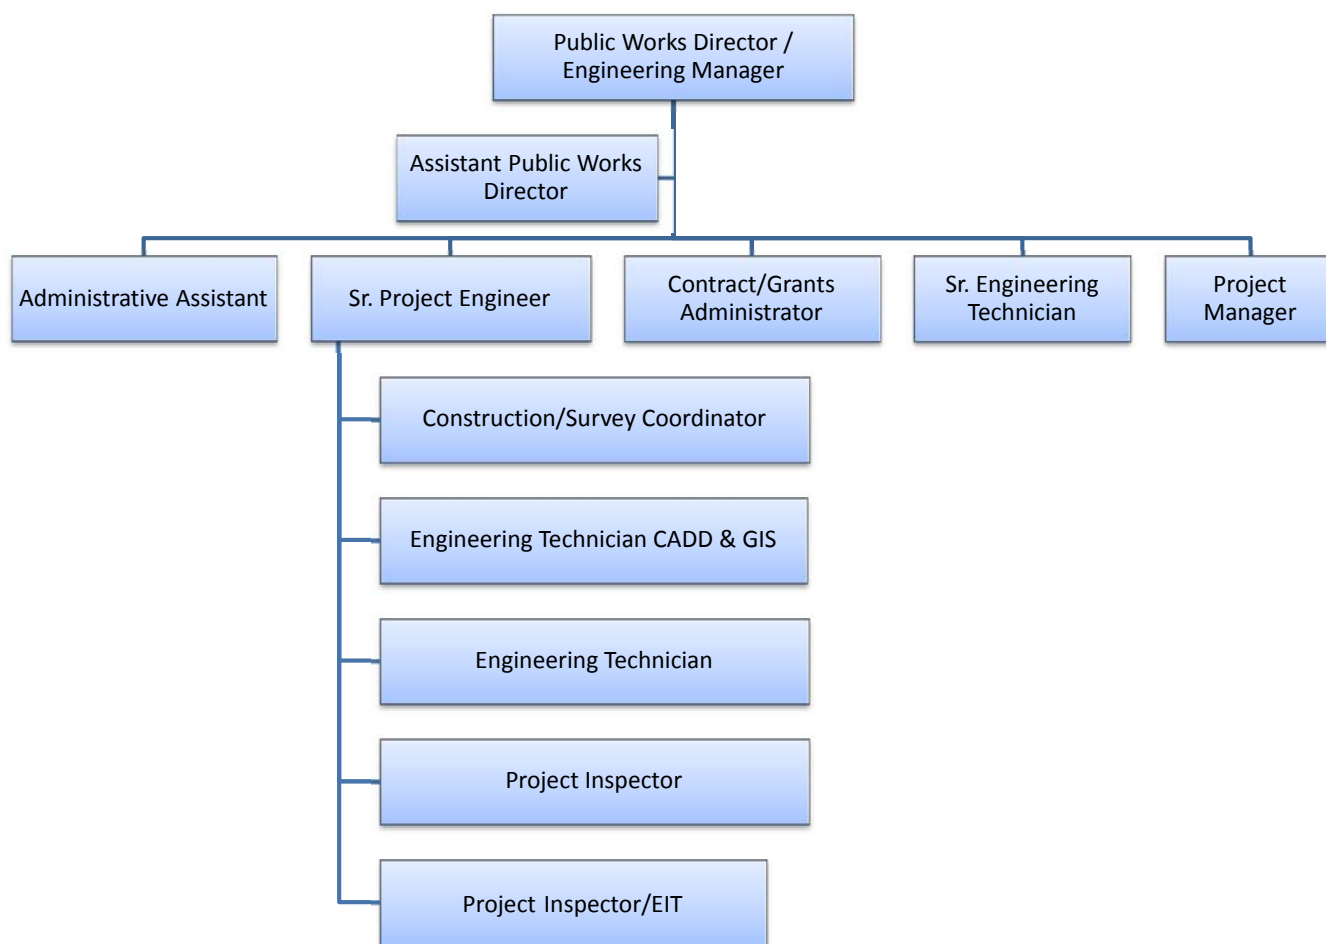 Public Works Director /
Engineering Manager
Assistant Public Works
Director
Administrative Assistant
Sr. Project Engineer
Contract/Grants
Administrator
Sr. Engineering
Technician
Project
Manager
Construction/Survey Coordinator
Engineering Technician CADD & GIS
Engineering Technician
Project Inspector
Project Inspector/EIT